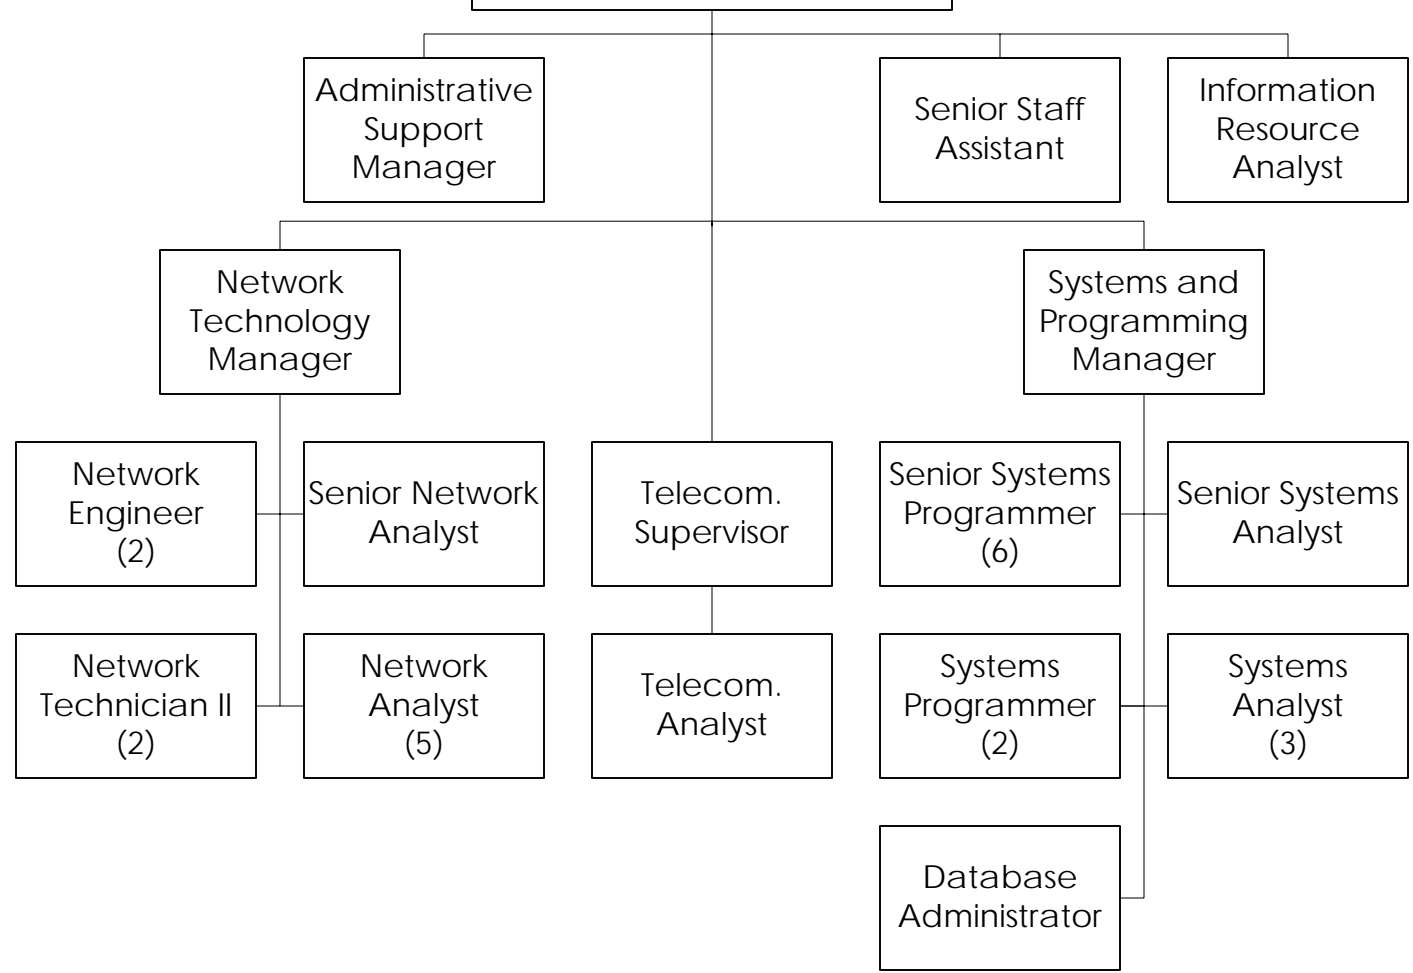 Administrative
Support
Manager
Senior Staff
Assistant
Information
Resource
Analyst
Network
Technology
Manager
Systems and
Programming
Manager
Network
Engineer
(2)
Senior Network
Analyst
Telecom.
Supervisor
Senior Systems
Programmer
(6)
Senior Systems
Analyst
Network
Technician II
(2)
Network
Analyst
(5)
Telecom.
Analyst
Systems
Programmer
(2)
Systems
Analyst
(3)
Database
Administrator